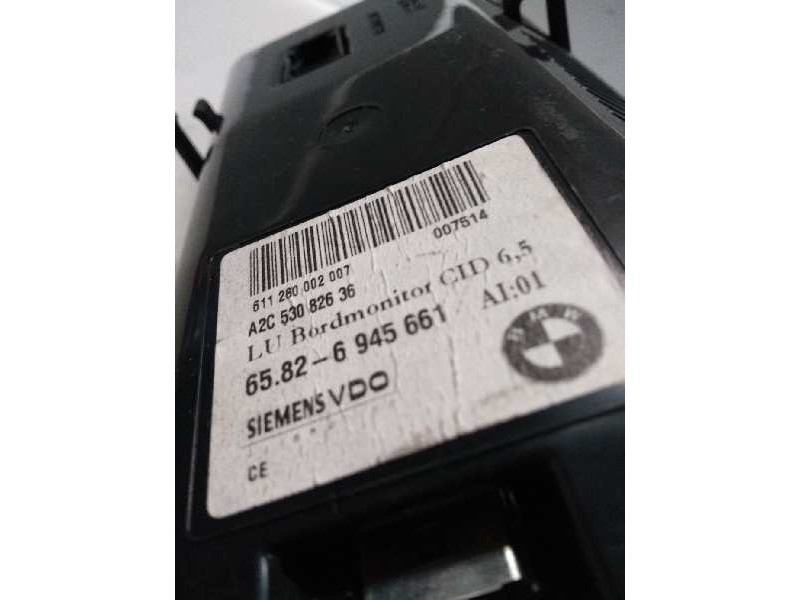 611 260 002 007
007514
A2C 530 826 36
LU Bordmonitor CID 6,5
65.82-6 945 661 AI:01
SIEMENS VDO
BMW
CE